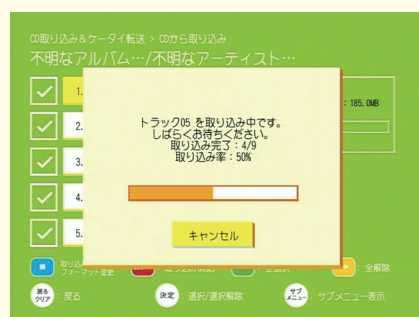 CD取り込み&ケータイ転送 > CDから取り込み
不明なアルバム…/不明なアーティスト…
1.
: 185.0MB
2.
3.
4.
5.
トラック05 を取り込み中です。
しばらくお待ちください。
取り込み完了：4/9
取り込み率：50%
キャンセル
フォーマット変更
: 全解除
戻る
クリア
: 戻る
決定
: 選択/選択解除
サブ
メニュー
: サブメニュー表示